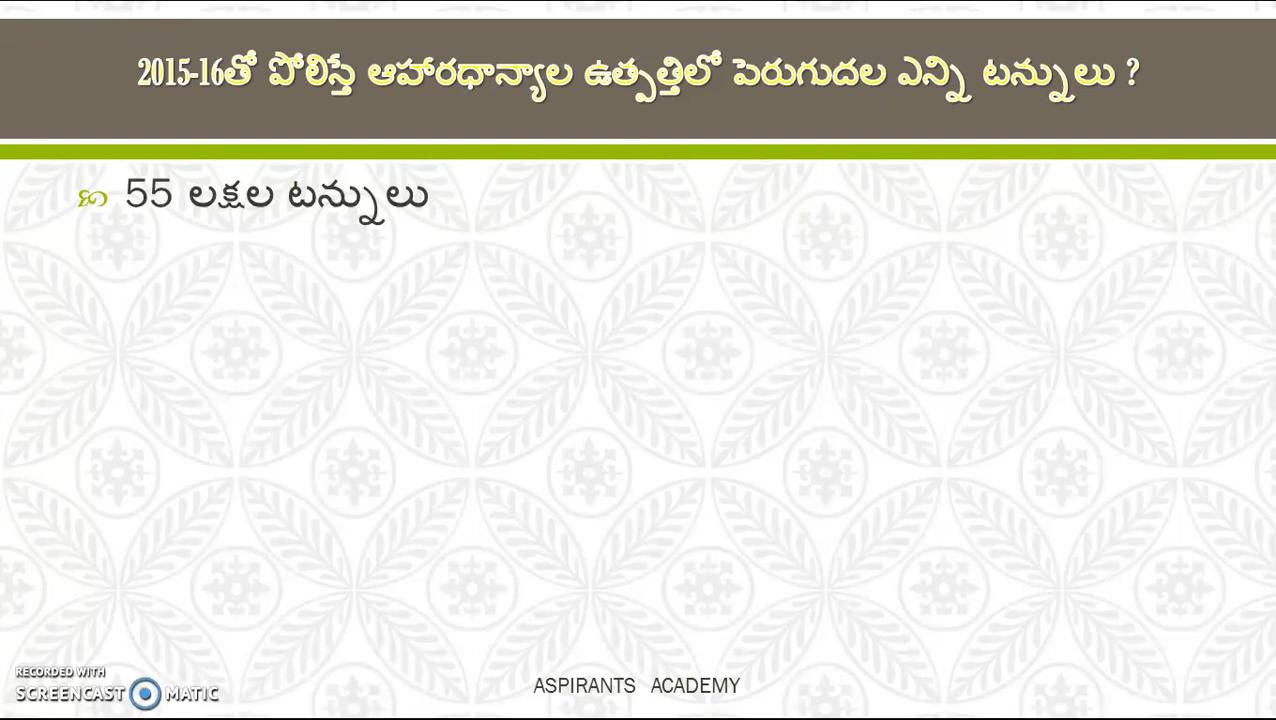 2015-16తో పోలిస్తే ఆహారధాన్యాల ఉత్పత్తిలో పెరుగుదల ఎన్ని టన్నులు ?
55 లక్షల టన్నులు
RECORDED WITH
SCREENCAST MATIC
ASPIRANTS ACADEMY